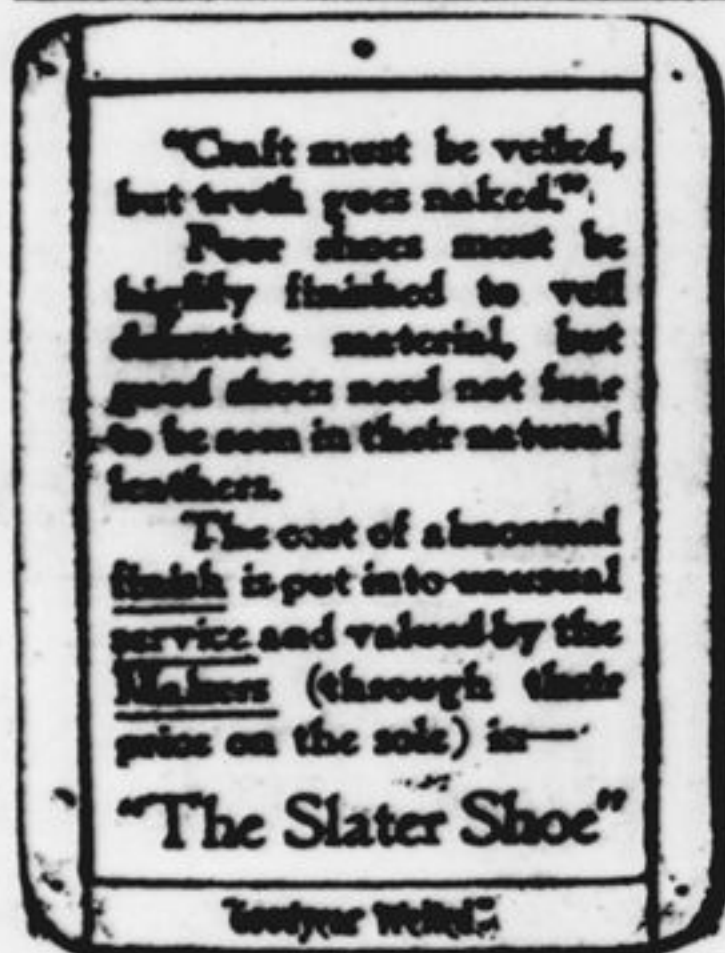 "Craft must be veiled,
but truth goes naked."
Poor shoes must be
highly finished to veil
defective material, but
good shoes need not fear
to be seen in their natural
leathers.
The cost of abnormal
finish is put into unusual
service and valued by the
Makers (through their
price on the sole) in—
"The Slater Shoe"
"Goodyear Welted."